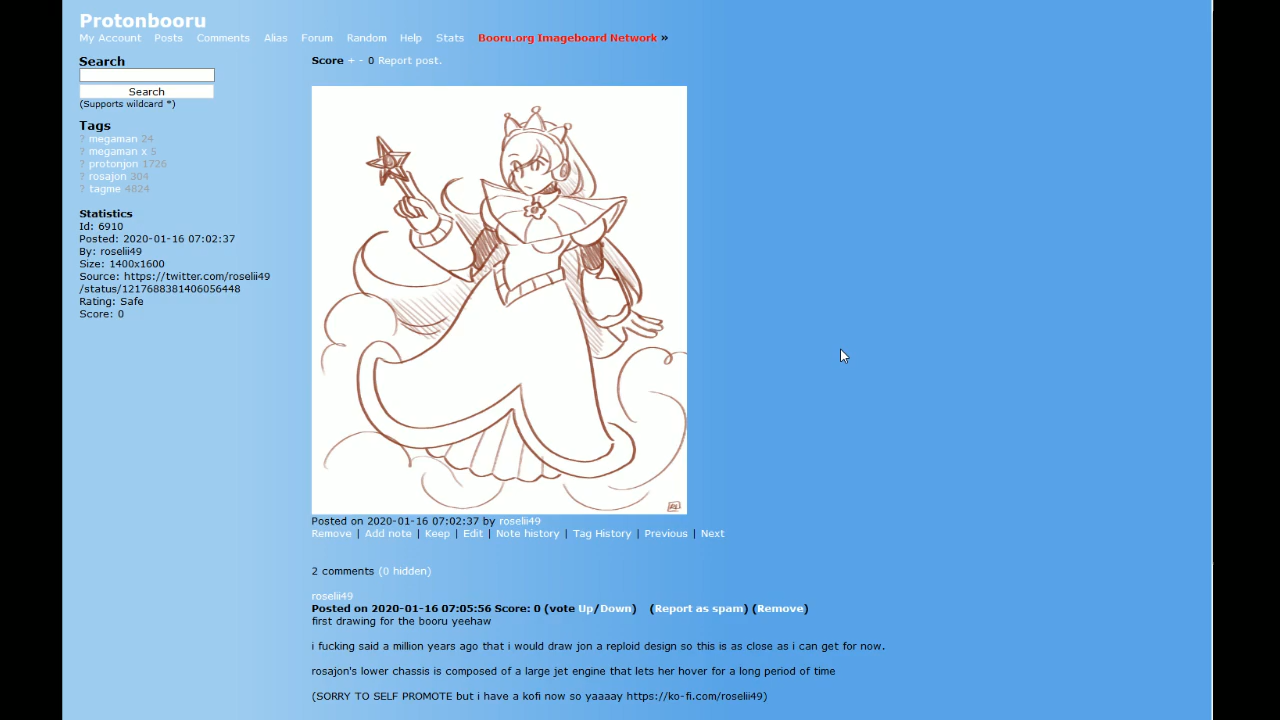 Protonbooru
My Account Posts Comments Alias Forum Random Help Stats Booru.org Imageboard Network »
Search
Search
(Supports wildcard *)
Tags
? megaman 24
? megaman x 5
? protonjon 1726
? rosajon 304
? tagme 4824
Statistics
Id: 6910
Posted: 2020-01-16 07:02:37
By: roselii49
Size: 1400x1600
Source: https://twitter.com/roselii49
/status/1217688381406056448
Rating: Safe
Score: 0
Score + - 0 Report post.
Posted on 2020-01-16 07:02:37 by roselii49
Remove | Add note | Keep | Edit | Note history | Tag History | Previous | Next
2 comments (0 hidden)
roselii49
Posted on 2020-01-16 07:05:56 Score: 0 (vote Up/Down) (Report as spam) (Remove)
first drawing for the booru yeehaw
i fucking said a million years ago that i would draw jon a reploid design so this is as close as i can get for now.
rosajon's lower chassis is composed of a large jet engine that lets her hover for a long period of time
(SORRY TO SELF PROMOTE but i have a kofi now so yaaaay https://ko-fi.com/roselii49)